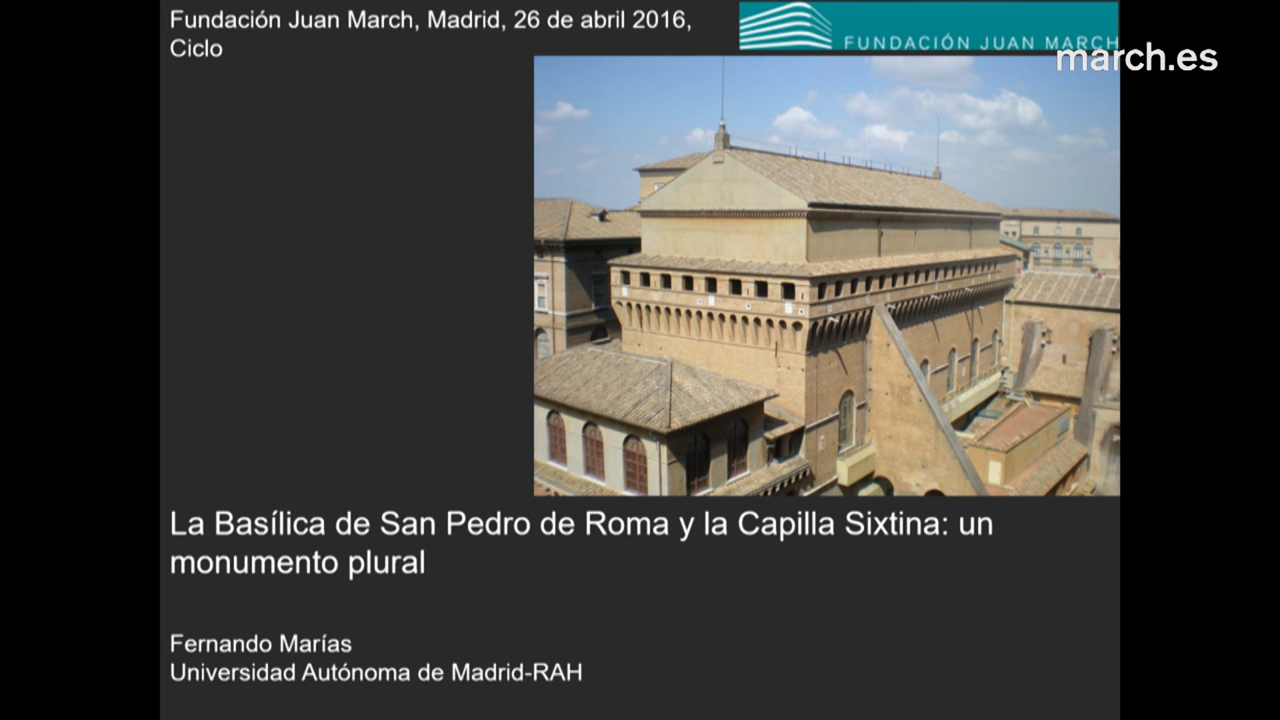 Fundación Juan March, Madrid, 26 de abril 2016,
Ciclo
FUNDACIÓN JUAN MARCH
march.es
La Basílica de San Pedro de Roma y la Capilla Sixtina: un
monumento plural
Fernando Marías
Universidad Autónoma de Madrid-RAH